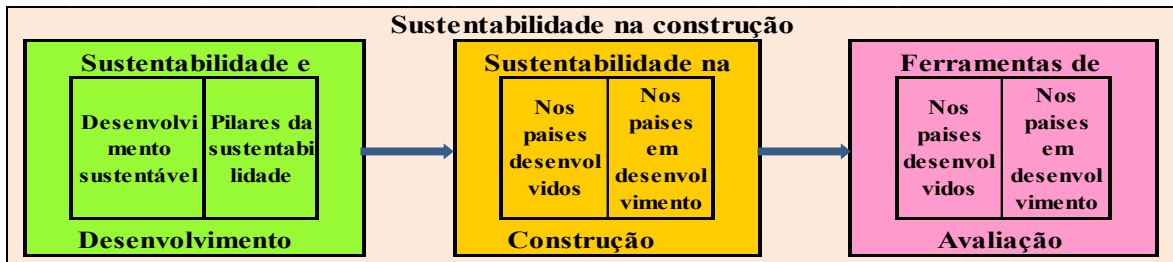 Sustentabilidade na construção
Sustentabilidade e
Desenvolvi
mento
sustentável
Pilares da
sustentabi
lidade
Desenvolvimento
Sustentabilidade na
Nos
paises
desenvol
vidos
Nos
paises
em
desenvol
vimento
Construção
Ferramentas de
Nos
paises
desenvol
vidos
Nos
paises
em
desenvol
vimento
Avaliação